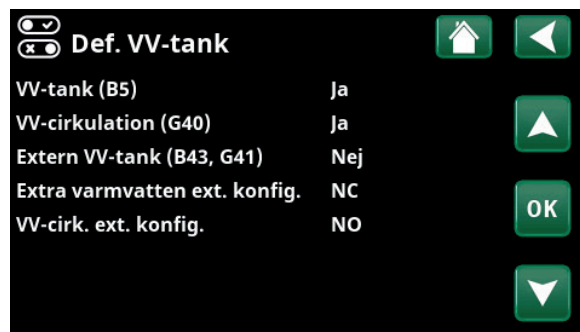 Def. VV-tank
VV-tank (B5) Ja
VV-cirkulation (G40) Ja
Extern VV-tank (B43, G41) Nej
Extra varmvatten ext. konfig. NC
VV-cirk. ext. konfig. NO
OK